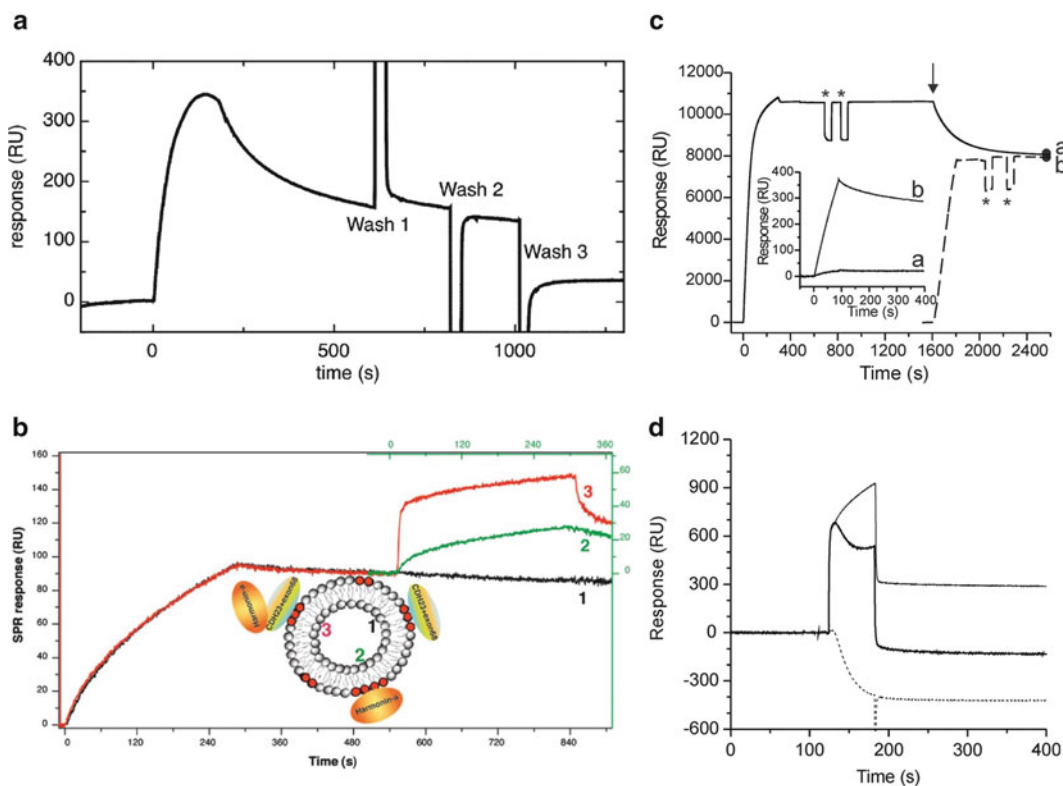 a
response (RU)
400
300
200
100
0
Wash 1
Wash 2
Wash 3
0
500
1000
time (s)
c
Response (RU)
12000
10000
8000
6000
4000
2000
0
* *
a
b
* *
Response (RU)
400
300
200
100
0
b
a
0 100 200 300 400
Time (s)
0 400 800 1200 1600 2000 2400
Time (s)
b
0 120 240 360
SPR response (RU)
160
140
120
100
80
60
40
20
0
60
40
20
0
3
2
1
Harmonin-a
CDH23+exon68
CDH23+exon68
Harmonin-a
1
3
2
0 120 240 360 480 600 720 840
Time (s)
d
Response (RU)
1200
900
600
300
0
-300
-600
0 100 200 300 400
Time (s)